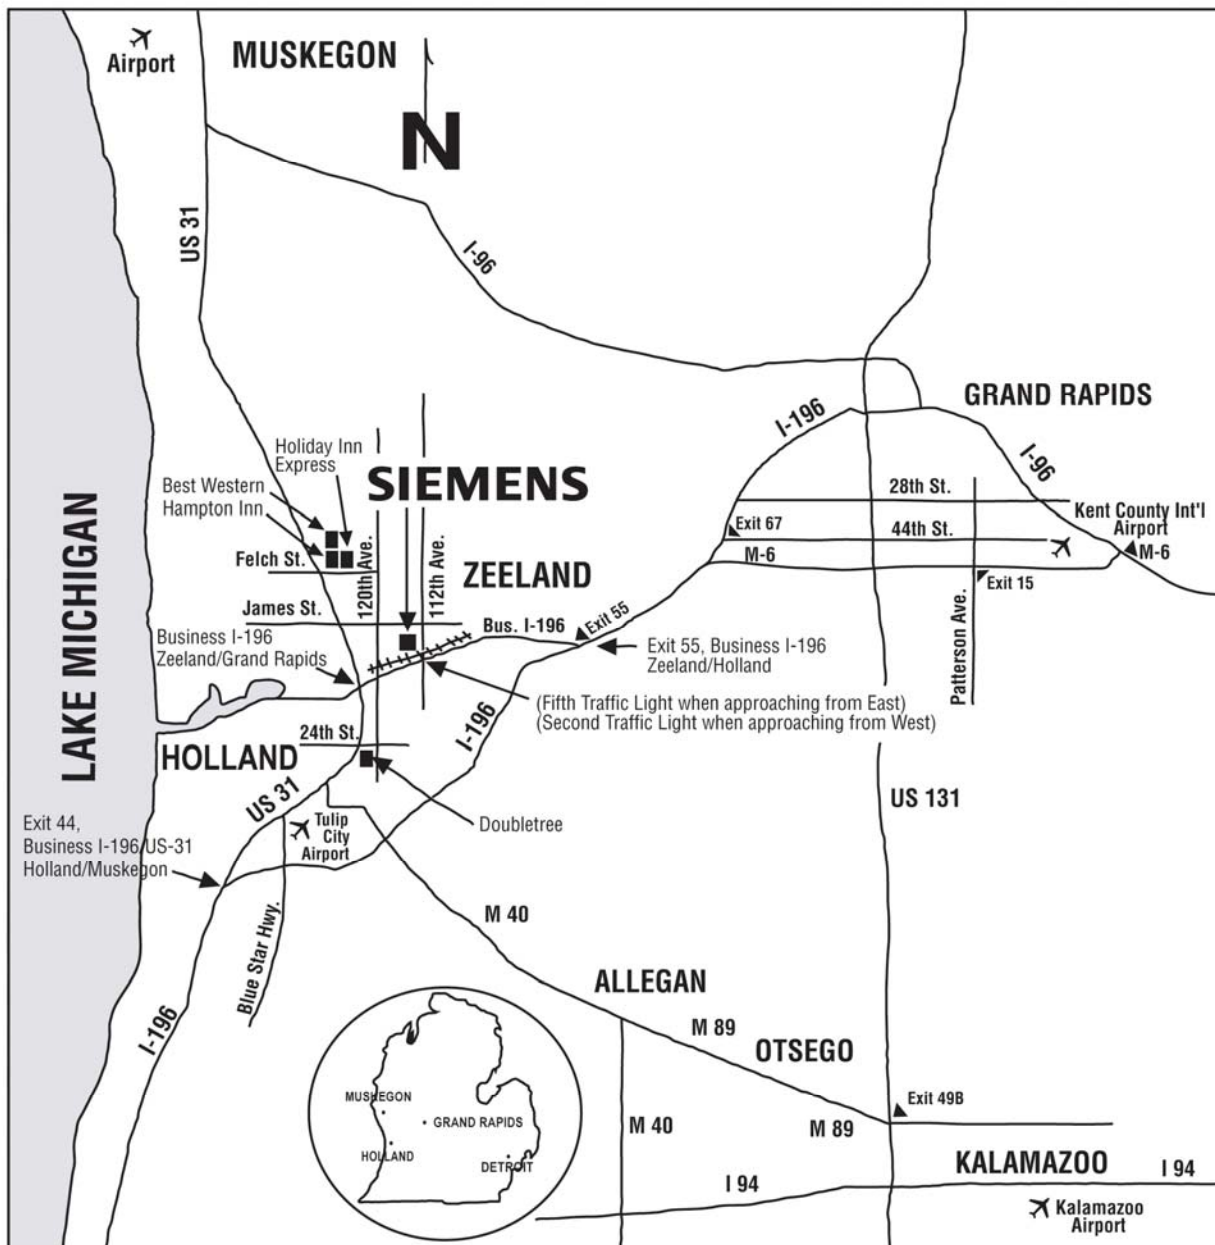 Airport
MUSKEGON
N
US 31
I-96
GRAND RAPIDS
I-196
I-96
Holiday Inn
Express
SIEMENS
Best Western
Hampton Inn
28th St.
Kent County Int'l
Airport
Exit 67
44th St.
M-6
M-6
Exit 15
Felch St.
120th Ave.
112th Ave.
ZEELAND
LAKE MICHIGAN
James St.
Bus. I-196
Exit 55
Business I-196
Zeeland/Grand Rapids
Exit 55, Business I-196
Zeeland/Holland
Patterson Ave.
(Fifth Traffic Light when approaching from East)
(Second Traffic Light when approaching from West)
I-196
24th St.
HOLLAND
US 31
US 131
Exit 44,
Business I-196/US-31
Holland/Muskegon
Tulip
City
Airport
Doubletree
Blue Star Hwy.
M 40
I-196
ALLEGAN
M 89
OTSEGO
MUSKEGON
GRAND RAPIDS
HOLLAND
DETROIT
Exit 49B
M 40
M 89
KALAMAZOO
I 94
I 94
Kalamazoo
Airport